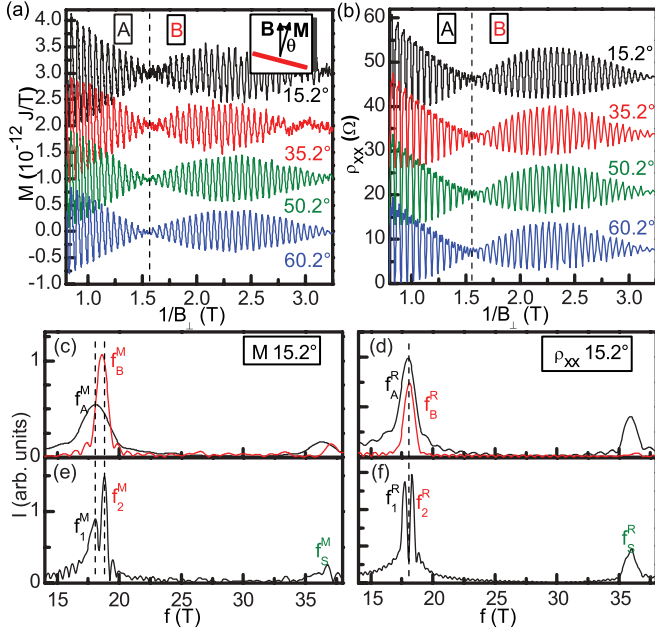 (a)
A
B
B
M
θ
4.0
3.5
3.0
2.5
2.0
1.5
1.0
0.5
0.0
-0.5
-1.0
M (10⁻¹² J/T)
15.2°
35.2°
50.2°
60.2°
1.0
1.5
2.0
2.5
3.0
1/B⊥ (T)
(b)
A
B
60
50
40
30
20
10
0
ρxx (Ω)
15.2°
35.2°
50.2°
60.2°
1.0
1.5
2.0
2.5
3.0
1/B⊥ (T)
(c)
M 15.2°
1
0
f_A^M
f_B^M
(d)
ρxx 15.2°
f_A^R
f_B^R
I (arb. units)
(e)
1
0
f_1^M
f_2^M
f_S^M
15
20
25
30
35
f (T)
(f)
f_1^R
f_2^R
f_S^R
15
20
25
30
35
f (T)